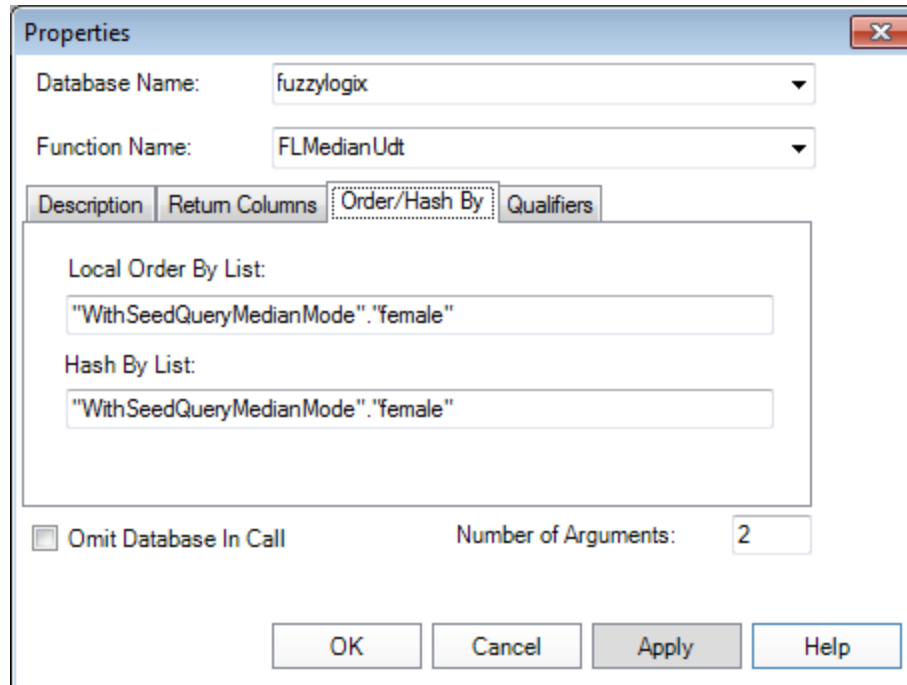 Properties
Database Name: fuzzylogix
Function Name: FLMedianUdt
Description Return Columns Order/Hash By Qualifiers
Local Order By List:
"WithSeedQueryMedianMode"."female"
Hash By List:
"WithSeedQueryMedianMode"."female"
Omit Database In Call Number of Arguments: 2
OK Cancel Apply Help